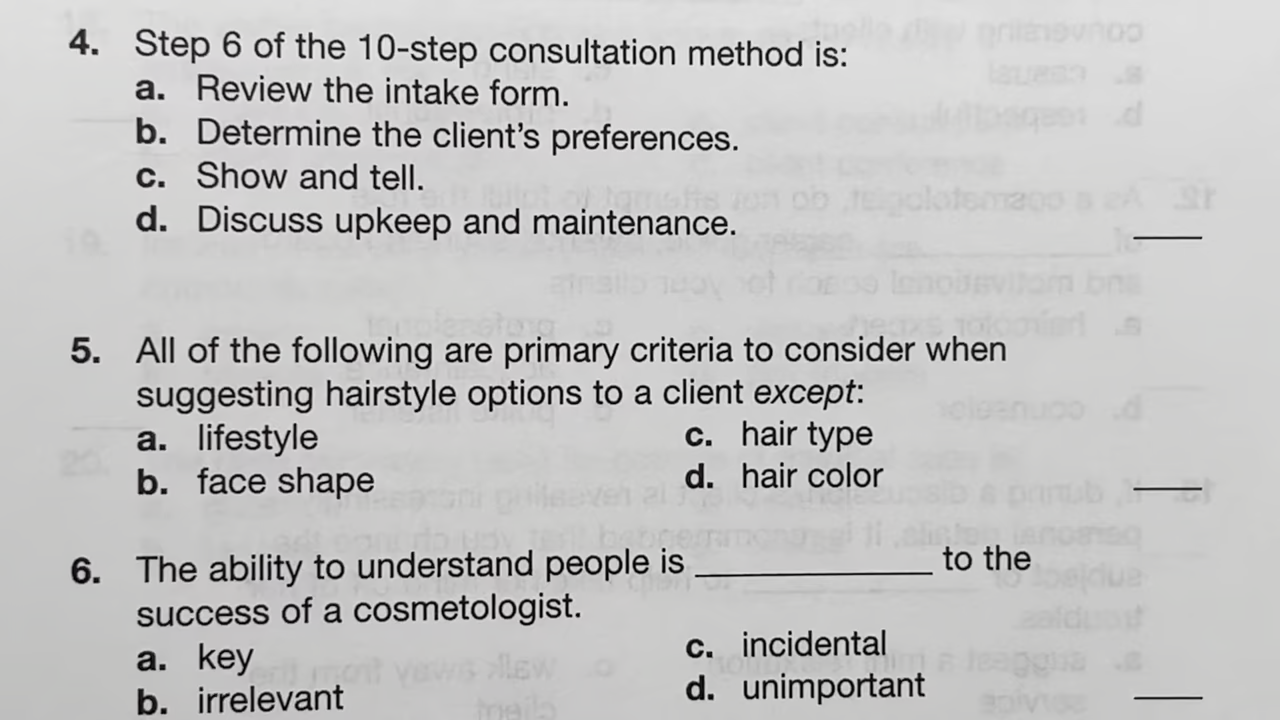 4. Step 6 of the 10-step consultation method is:
a. Review the intake form.
b. Determine the client's preferences.
c. Show and tell.
d. Discuss upkeep and maintenance. ____
5. All of the following are primary criteria to consider when
suggesting hairstyle options to a client except:
a. lifestyle
b. face shape
c. hair type
d. hair color ____
6. The ability to understand people is ____________ to the
success of a cosmetologist.
a. key
b. irrelevant
c. incidental
d. unimportant ____